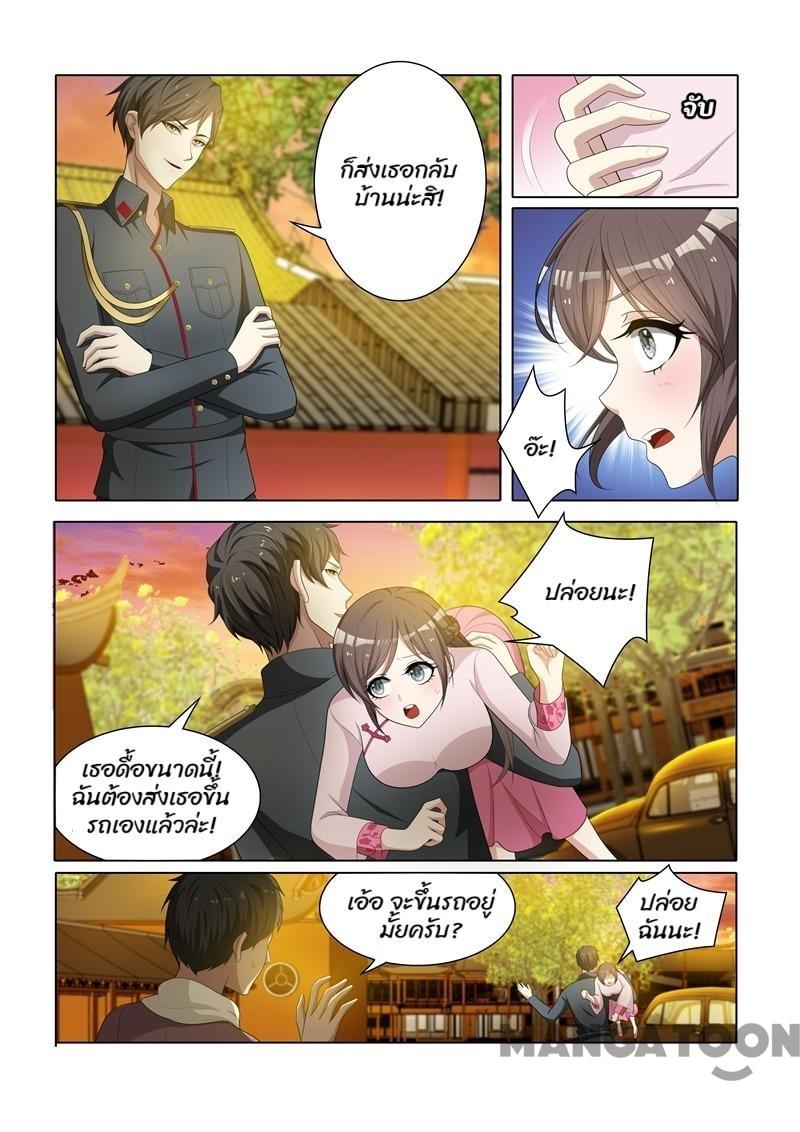 ก็ส่งเธอกลับ
บ้านน่ะสิ!
จับ
อ๊ะ!
ปล่อยนะ!
เธอดื้อขนาดนี้!
ฉันต้องส่งเธอขึ้น
รถเองแล้วล่ะ!
เอ้อ จะขึ้นรถอยู่
มั้ยครับ?
ปล่อย
ฉันนะ!
MANGATOON